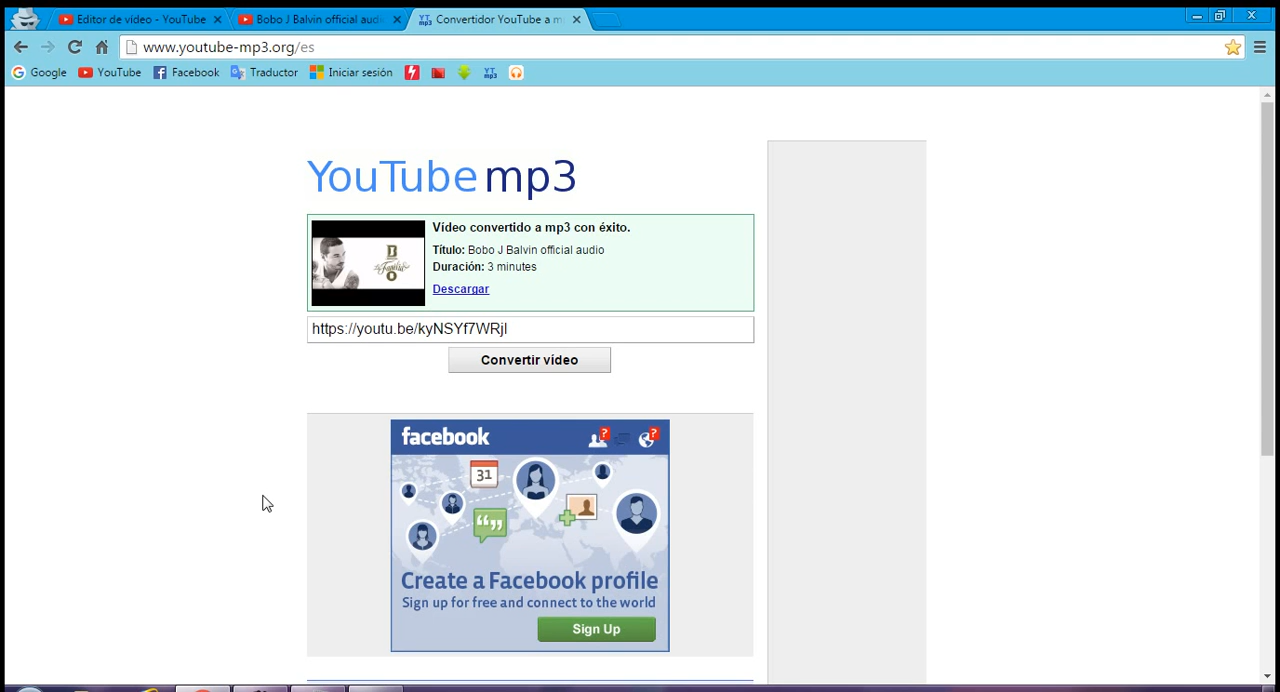 Editor de vídeo - YouTube
Bobo J Balvin official audio
Convertidor YouTube a m
www.youtube-mp3.org/es
Google YouTube Facebook Traductor Iniciar sesión YT mp3
YouTube mp3
Vídeo convertido a mp3 con éxito.
Título: Bobo J Balvin official audio
Duración: 3 minutes
Descargar
https://youtu.be/kyNSYf7WRjI
Convertir vídeo
facebook
31
Create a Facebook profile
Sign up for free and connect to the world
Sign Up